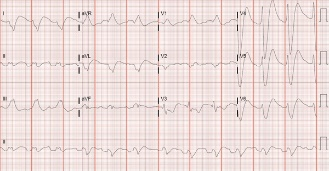 I aVR V1 V4
II aVL V2 V5
III aVF V3 V6
II